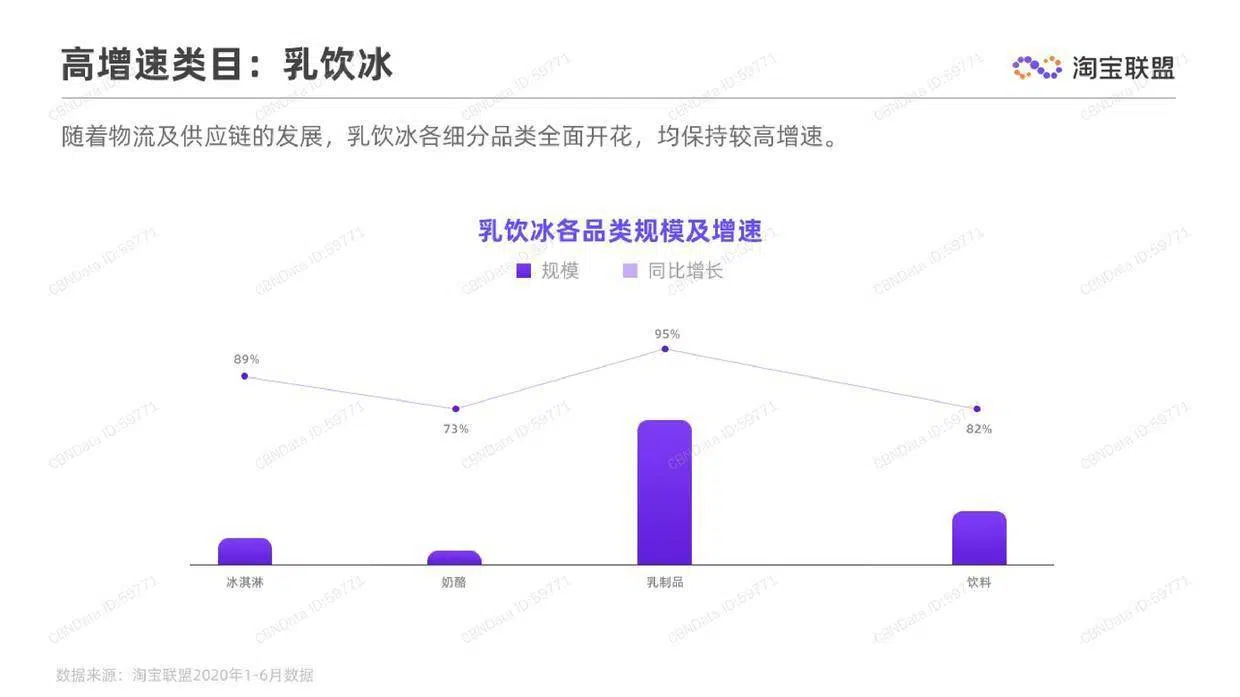 高增速类目：乳饮冰
淘宝联盟
随着物流及供应链的发展，乳饮冰各细分品类全面开花，均保持较高增速。
乳饮冰各品类规模及增速
规模 同比增长
95%
89%
73%
82%
冰淇淋 奶酪 乳制品 饮料
数据来源：淘宝联盟2020年1-6月数据
CBNData ID:59771